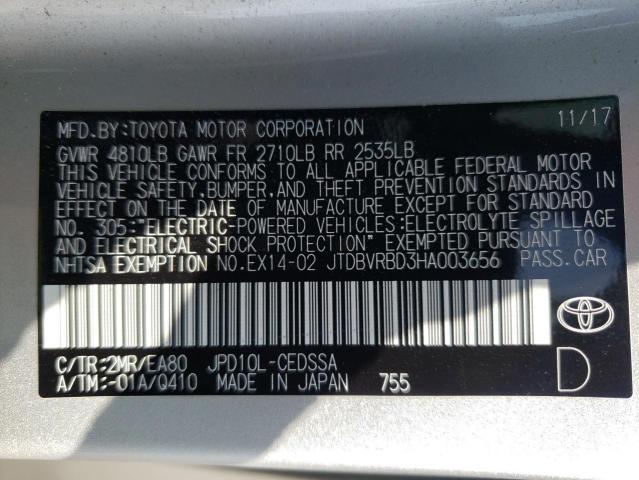 MFD.BY:TOYOTA MOTOR CORPORATION 11/17
GVWR 4810LB GAWR FR 2710LB RR 2535LB
THIS VEHICLE CONFORMS TO ALL APPLICABLE FEDERAL MOTOR
VEHICLE SAFETY,BUMPER,AND THEFT PREVENTION STANDARDS IN
EFFECT ON THE DATE OF MANUFACTURE EXCEPT FOR STANDARD
NO. 305:"ELECTRIC-POWERED VEHICLES:ELECTROLYTE SPILLAGE
AND ELECTRICAL SHOCK PROTECTION" EXEMPTED PURSUANT TO
NHTSA EXEMPTION NO.EX14-02 JTDBVRBD3HA003656 PASS.CAR
C/TR:2MR/EA80 JPD10L-CEDSSA
A/TM:-01A/Q410 MADE IN JAPAN 755
D